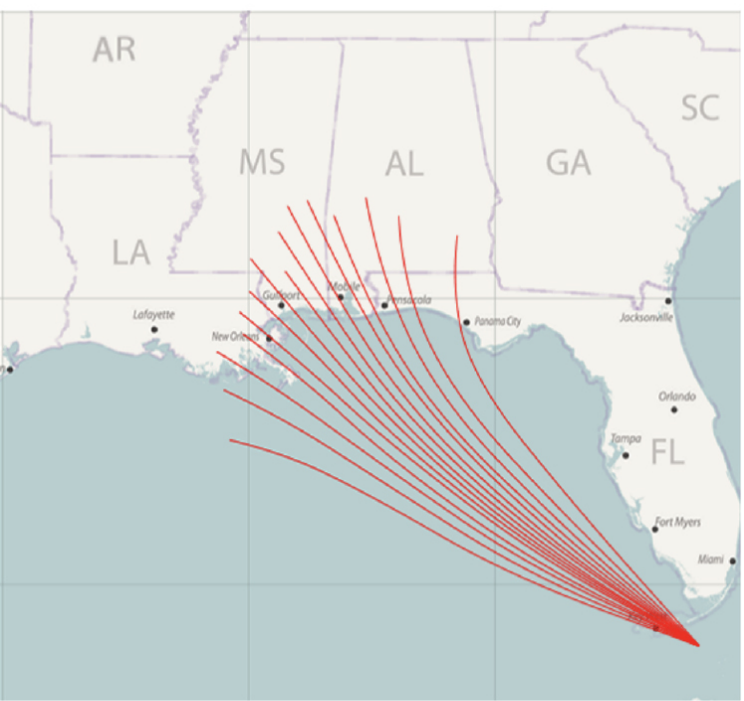 AR
SC
MS
AL
GA
LA
Gulfport
Mobile
Pensacola
Lafayette
New Orleans
Panama City
Jacksonville
Orlando
Tampa
FL
Fort Myers
Miami